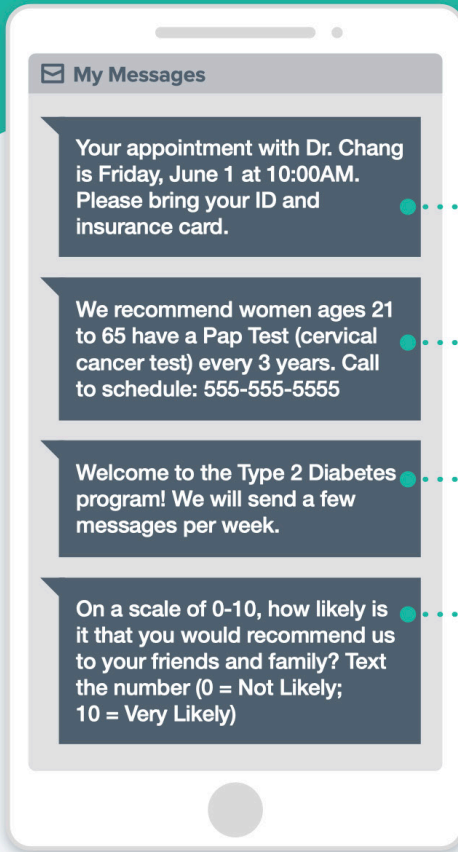 My Messages
Your appointment with Dr. Chang
is Friday, June 1 at 10:00AM.
Please bring your ID and
insurance card.
We recommend women ages 21
to 65 have a Pap Test (cervical
cancer test) every 3 years. Call
to schedule: 555-555-5555
Welcome to the Type 2 Diabetes
program! We will send a few
messages per week.
On a scale of 0-10, how likely is
it that you would recommend us
to your friends and family? Text
the number (0 = Not Likely;
10 = Very Likely)